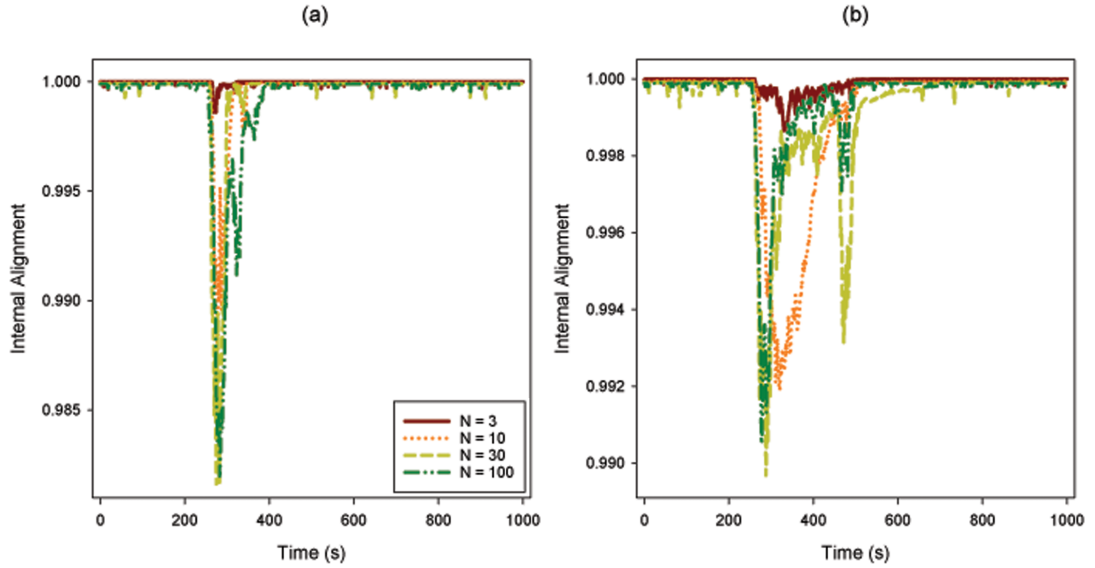 (a)
Internal Alignment
1.000
0.995
0.990
0.985
0 200 400 600 800 1000
Time (s)
N = 3
N = 10
N = 30
N = 100
(b)
Internal Alignment
1.000
0.998
0.996
0.994
0.992
0.990
0 200 400 600 800 1000
Time (s)